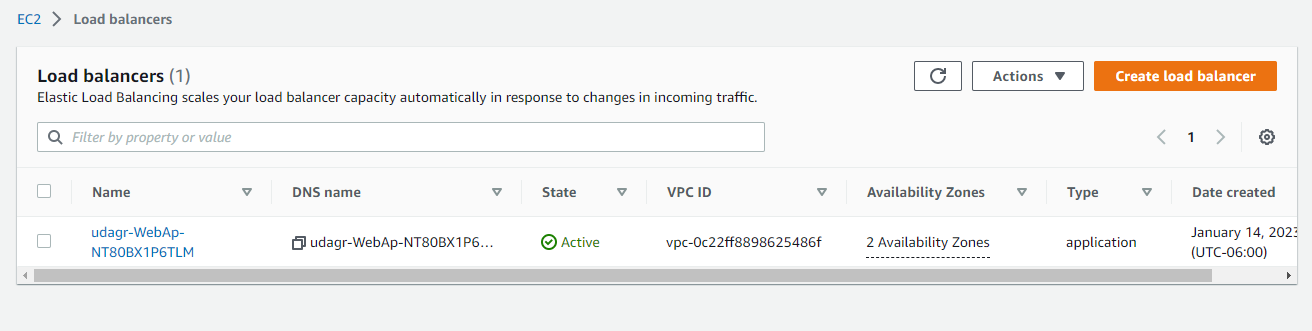 EC2 > Load balancers
Load balancers (1)
Actions
Create load balancer
Elastic Load Balancing scales your load balancer capacity automatically in response to changes in incoming traffic.
Filter by property or value
1
Name DNS name State VPC ID Availability Zones Type Date created
udagr-WebAp-
NT80BX1P6TLM
udagr-WebAp-NT80BX1P6...
Active
vpc-0c22ff8898625486f
2 Availability Zones
application
January 14, 2023
(UTC-06:00)